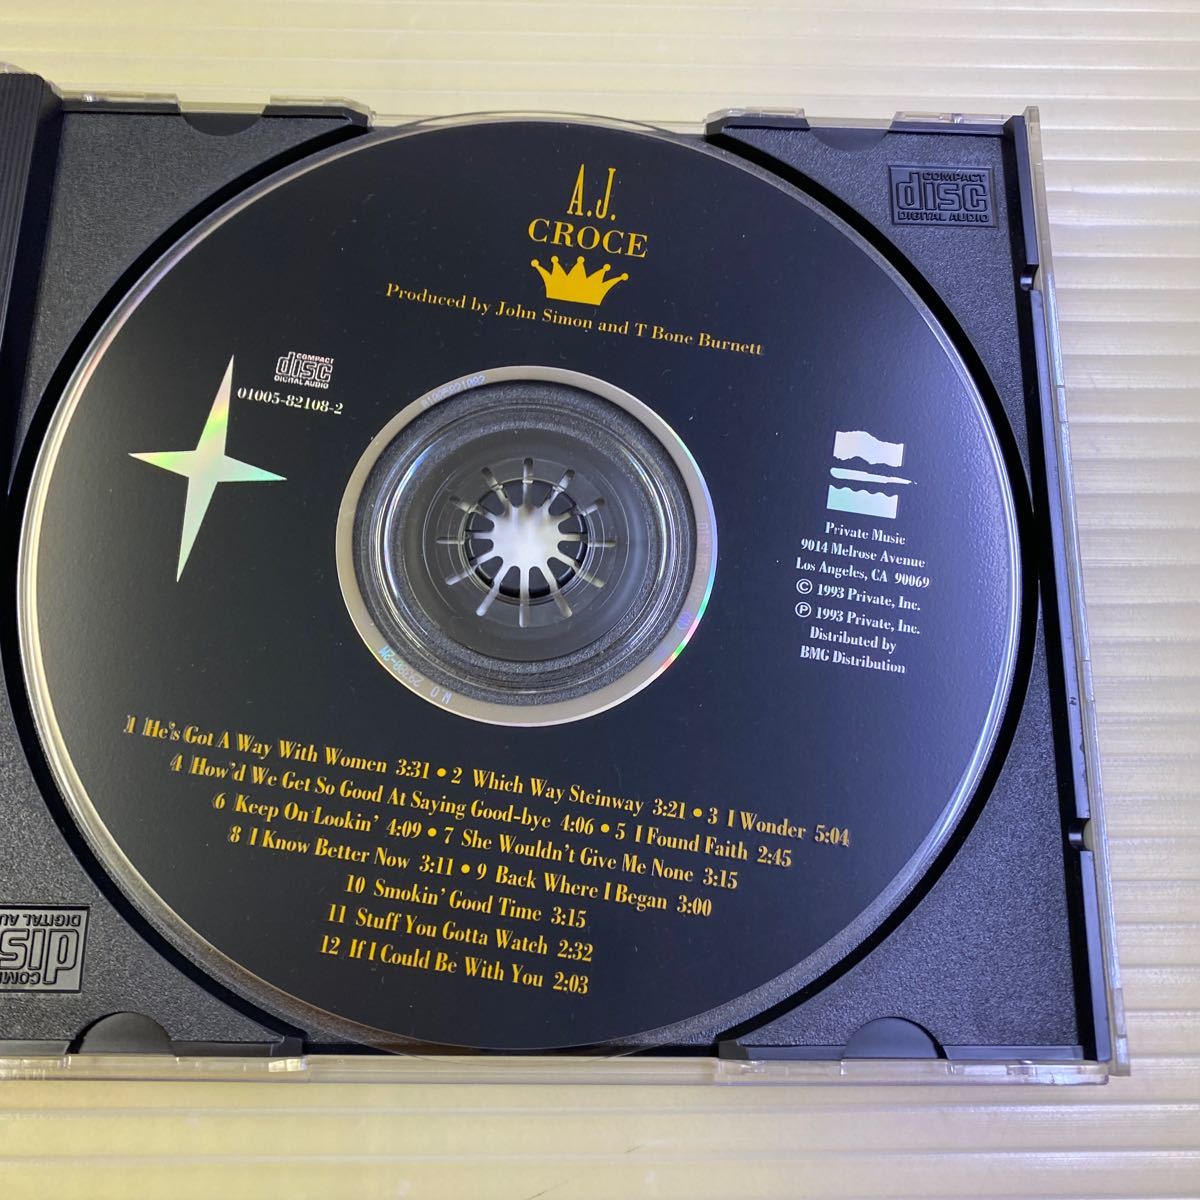 A.J.
CROCE
Produced by John Simon and T Bone Burnett
COMPACT
disc
DIGITAL AUDIO
01005-82108-2
COMPACT
disc
DIGITAL AUDIO
Private Music
9014 Melrose Avenue
Los Angeles, CA 90069
© 1993 Private, Inc.
℗ 1993 Private, Inc.
Distributed by
BMG Distribution
1 He's Got A Way With Women 3:31 • 2 Which Way Steinway 3:21 • 3 I Wonder 5:04
4 How'd We Get So Good At Saying Good-bye 4:06 • 5 I Found Faith 2:45
6 Keep On Lookin' 4:09 • 7 She Wouldn't Give Me None 3:15
8 I Know Better Now 3:11 • 9 Back Where I Began 3:00
10 Smokin' Good Time 3:15
11 Stuff You Gotta Watch 2:32
12 If I Could Be With You 2:03
disc